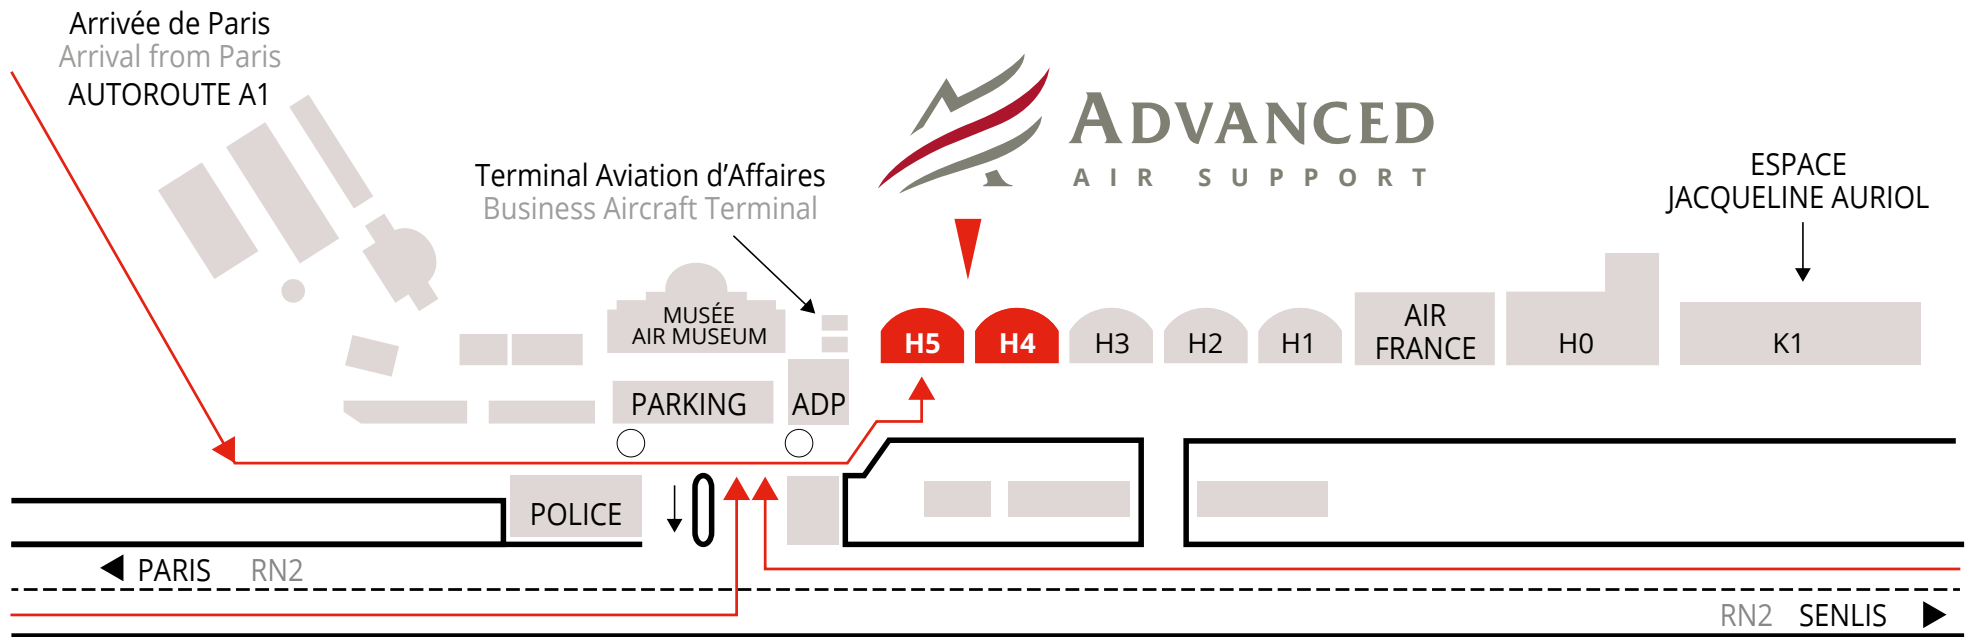 Arrivée de Paris
Arrival from Paris
AUTOROUTE A1
ADVANCED
AIR SUPPORT
Terminal Aviation d'Affaires
Business Aircraft Terminal
ESPACE
JACQUELINE AURIOL
MUSÉE
AIR MUSEUM
H5
H4
H3
H2
H1
AIR
FRANCE
H0
K1
PARKING
ADP
POLICE
PARIS RN2
RN2 SENLIS